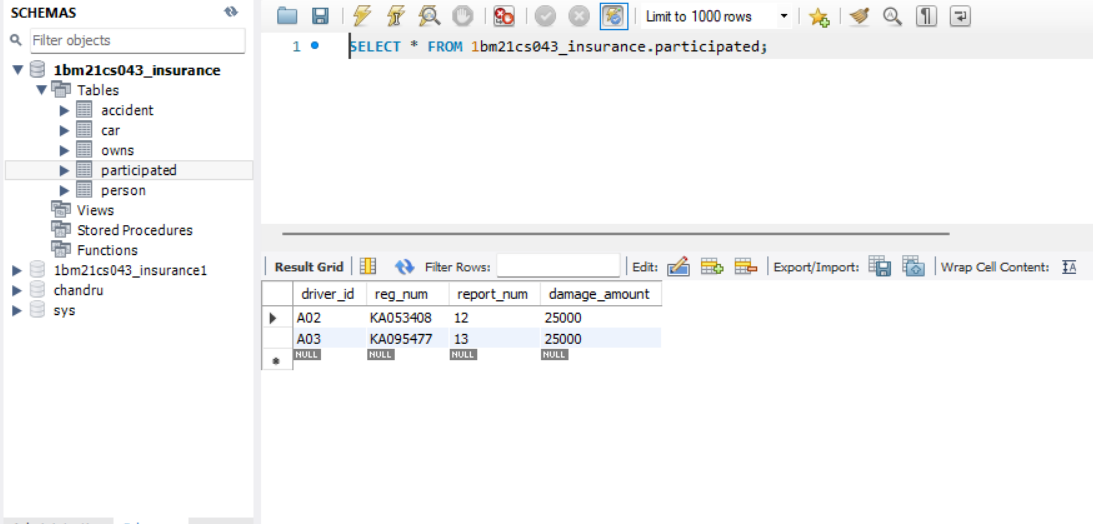 SCHEMAS
Filter objects
1bm21cs043_insurance
Tables
accident
car
owns
participated
person
Views
Stored Procedures
Functions
1bm21cs043_insurance1
chandru
sys
Limit to 1000 rows
1 SELECT * FROM 1bm21cs043_insurance.participated;
Result Grid Filter Rows: Edit: Export/Import: Wrap Cell Content: IA
driver_id reg_num report_num damage_amount
A02 KA053408 12 25000
A03 KA095477 13 25000
NULL NULL NULL NULL